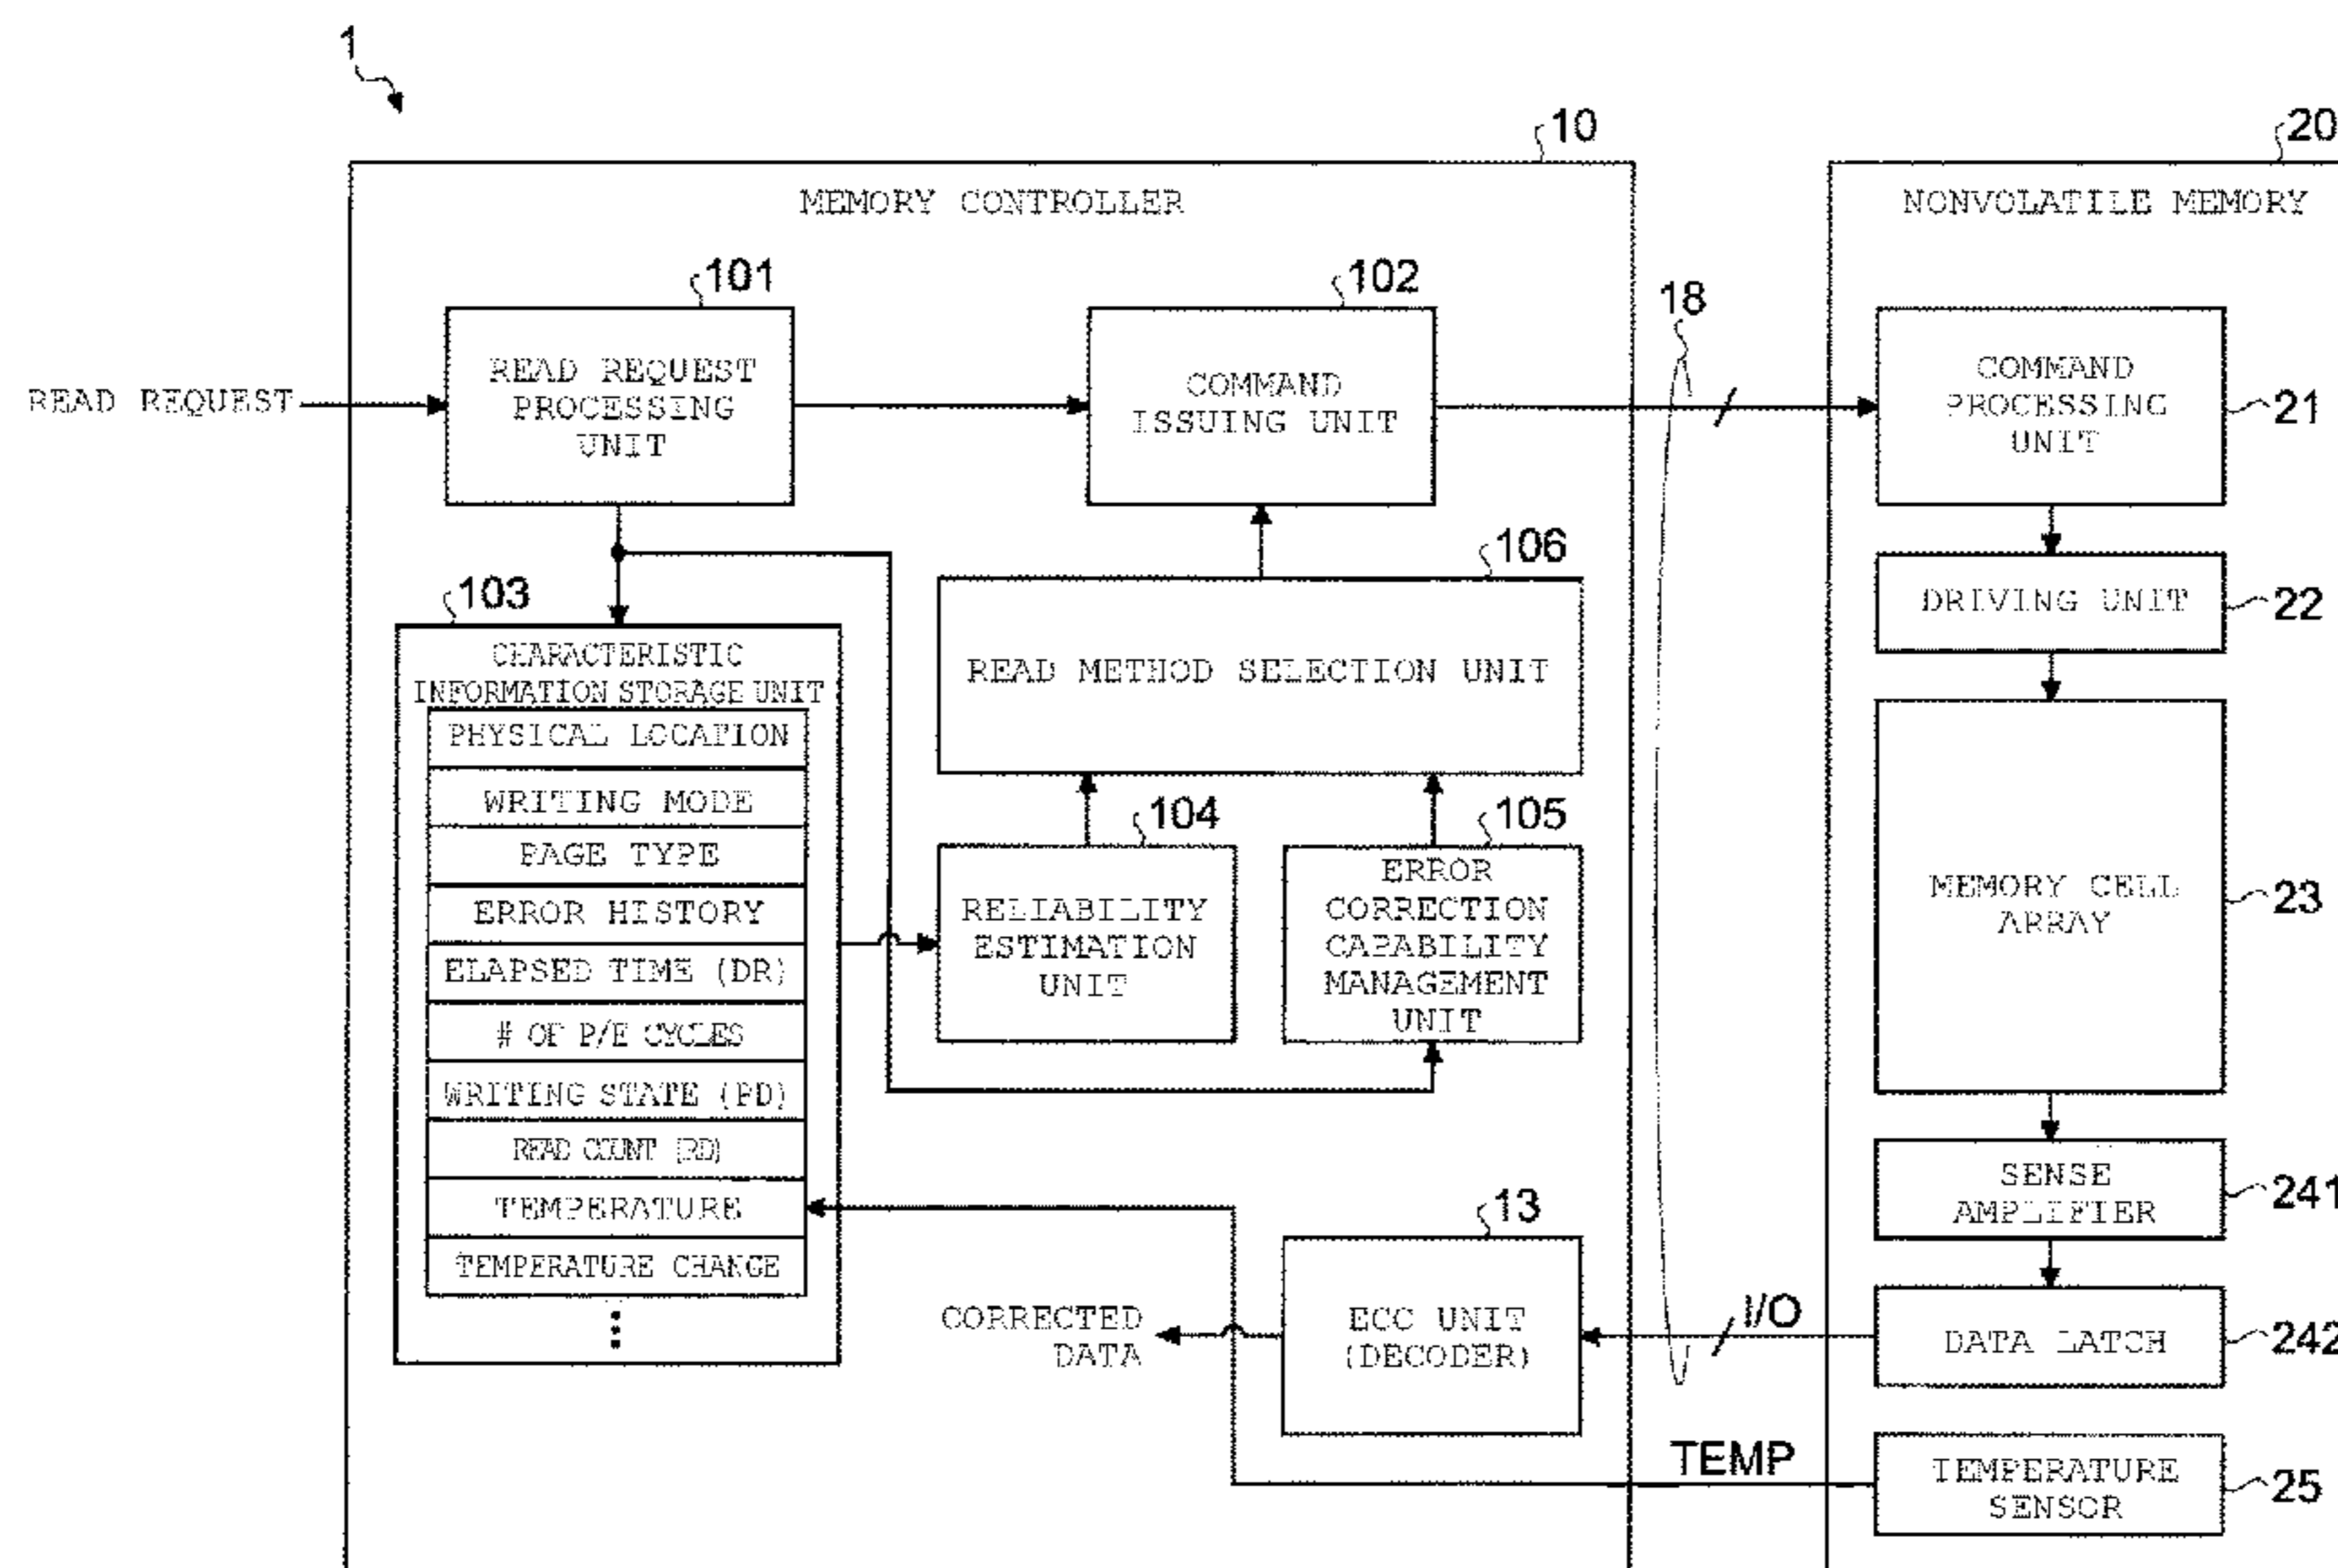 1
10
20
MEMORY CONTROLLER
NONVOLATILE MEMORY
101
102
18
READ REQUEST
READ REQUEST
PROCESSING
UNIT
COMMAND
ISSUING UNIT
COMMAND
PROCESSING
UNIT
21
106
103
DRIVING UNIT
22
CHARACTERISTIC
INFORMATION STORAGE UNIT
READ METHOD SELECTION UNIT
PHYSICAL LOCATION
WRITING MODE
PAGE TYPE
ERROR HISTORY
ELAPSED TIME (DR)
# OF P/E CYCLES
WRITING STATE (PD)
READ COUNT (RD)
TEMPERATURE
TEMPERATURE CHANGE
104
105
RELIABILITY
ESTIMATION
UNIT
ERROR
CORRECTION
CAPABILITY
MANAGEMENT
UNIT
MEMORY CELL
ARRAY
23
SENSE
AMPLIFIER
241
13
CORRECTED
DATA
ECC UNIT
(DECODER)
I/O
DATA LATCH
242
TEMP
TEMPERATURE
SENSOR
25